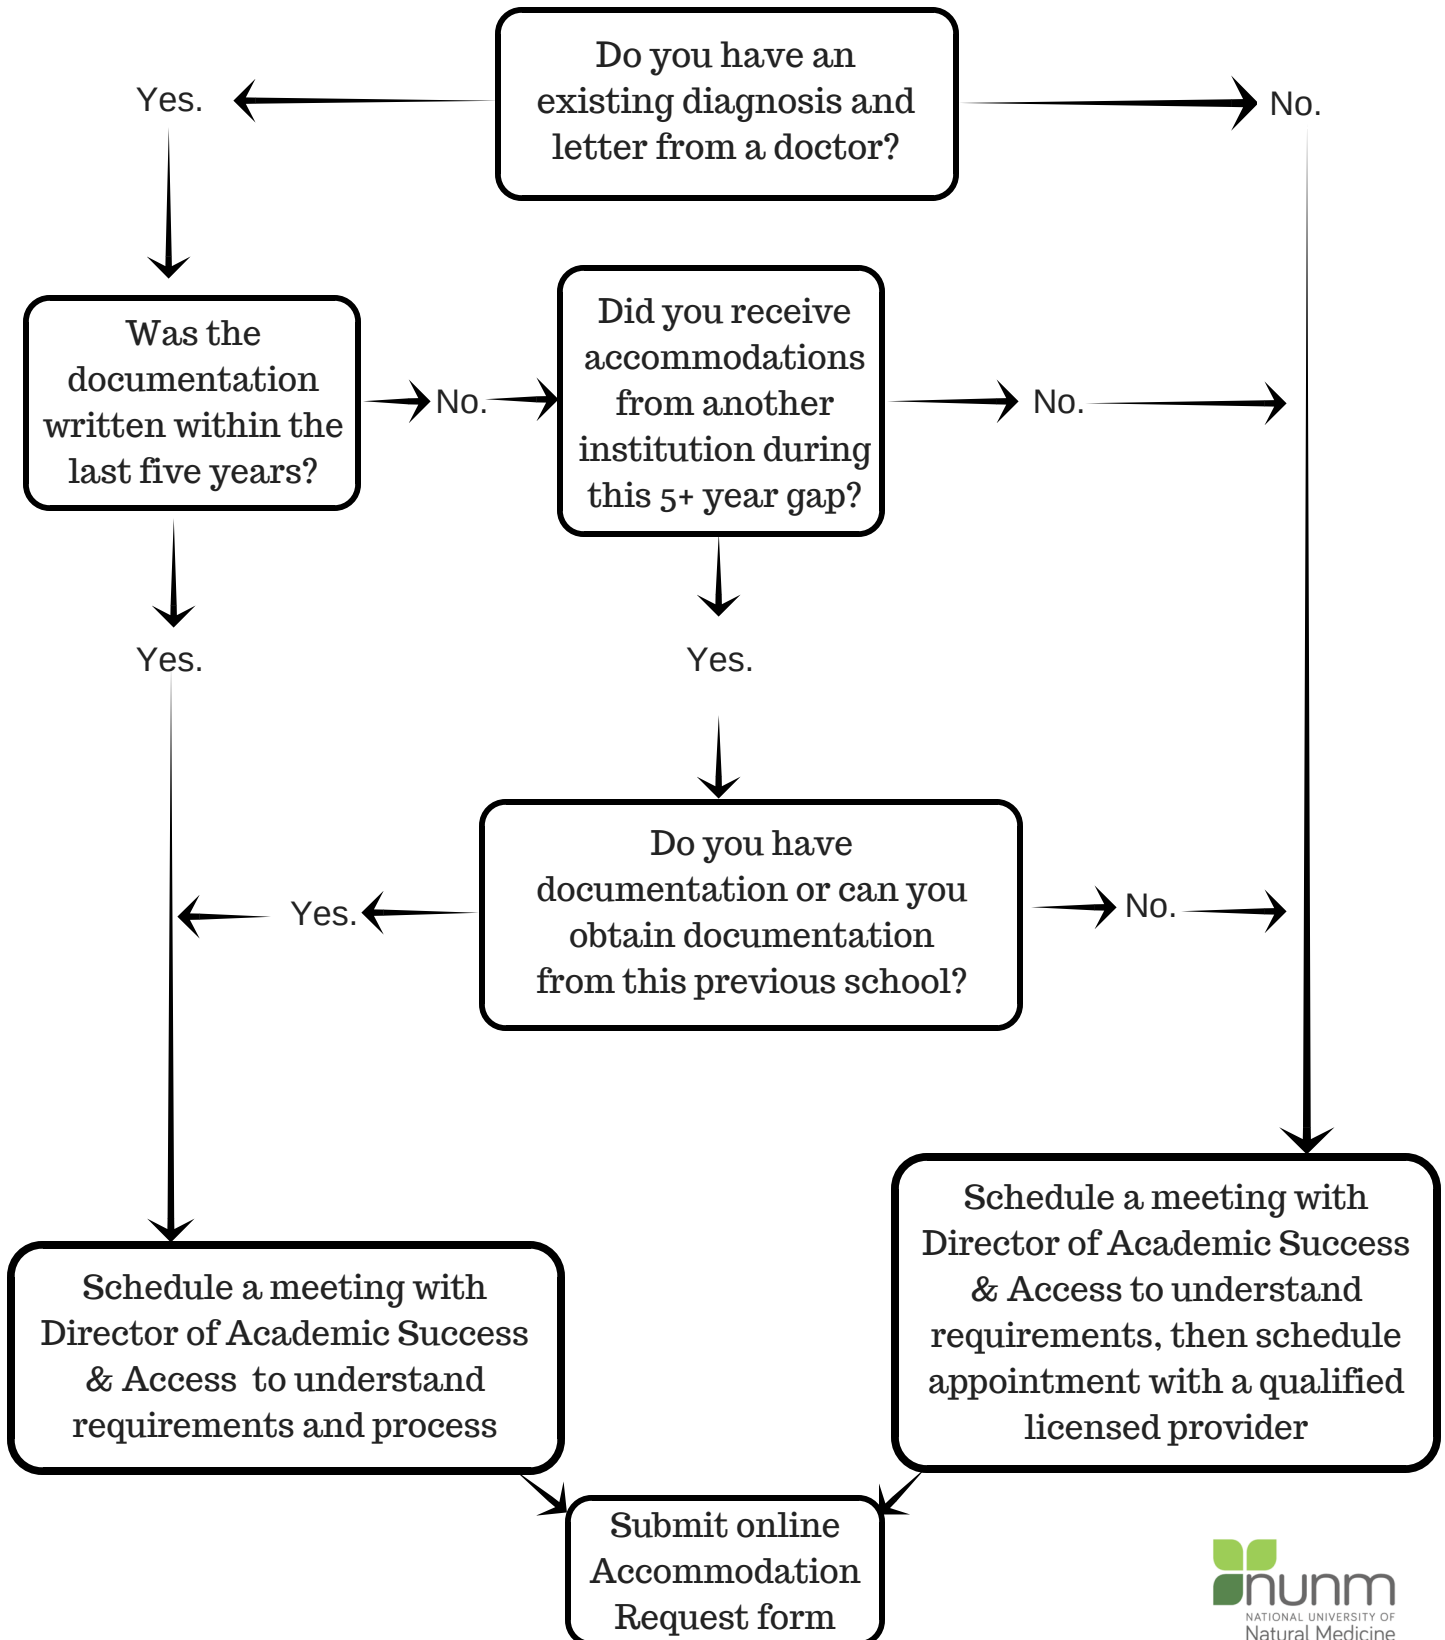 Do you have an
existing diagnosis and
letter from a doctor?
Yes.
No.
Was the
documentation
written within the
last five years?
No.
Did you receive
accommodations
from another
institution during
this 5+ year gap?
No.
Yes.
Yes.
Do you have
documentation or can you
obtain documentation
from this previous school?
Yes.
No.
Schedule a meeting with
Director of Academic Success
& Access to understand
requirements and process
Schedule a meeting with
Director of Academic Success
& Access to understand
requirements, then schedule
appointment with a qualified
licensed provider
Submit online
Accommodation
Request form
nunm
NATIONAL UNIVERSITY OF
Natural Medicine